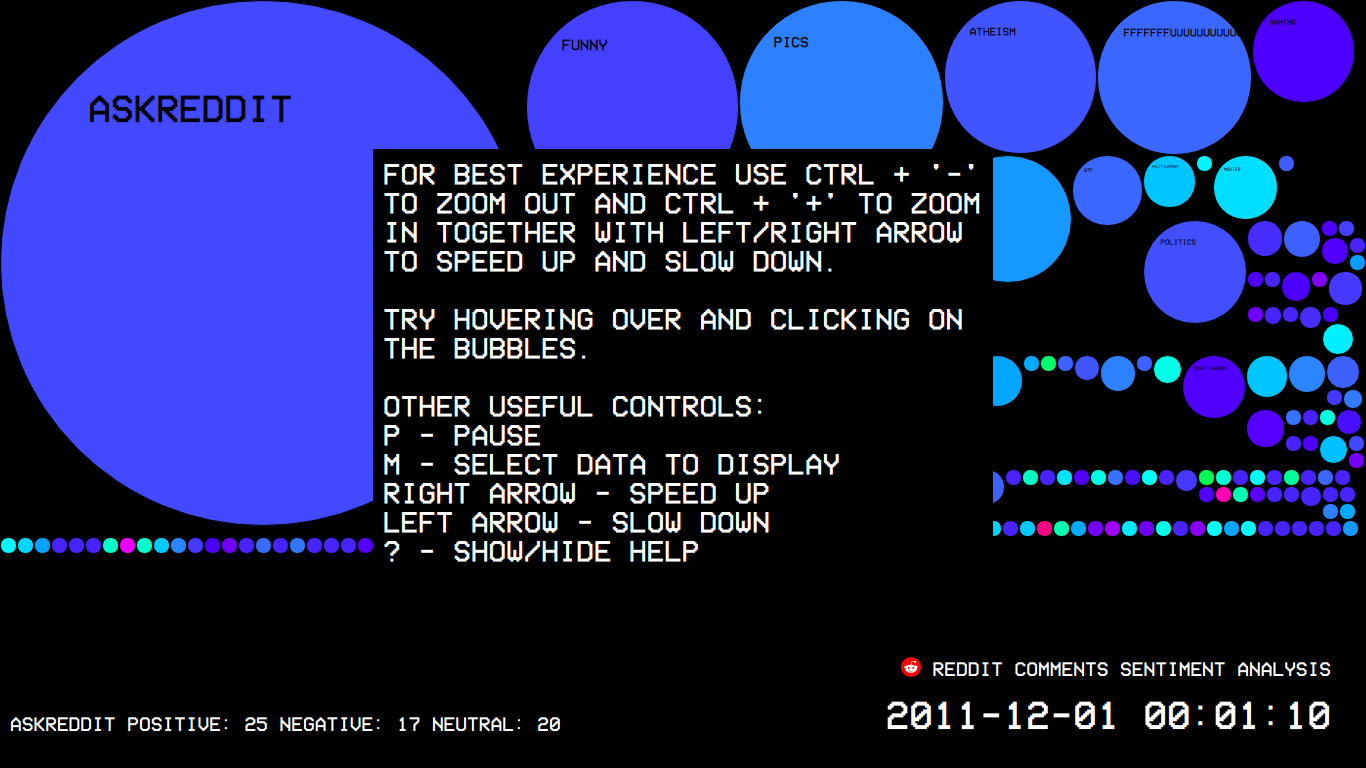 ASKREDDIT
FUNNY
PICS
ATHEISM
FFFFFFFUUUUUUUUUU
GAMING
WTF
MOVIES
POLITICS
FOR BEST EXPERIENCE USE CTRL + '-'
TO ZOOM OUT AND CTRL + '+' TO ZOOM
IN TOGETHER WITH LEFT/RIGHT ARROW
TO SPEED UP AND SLOW DOWN.
TRY HOVERING OVER AND CLICKING ON
THE BUBBLES.
OTHER USEFUL CONTROLS:
P - PAUSE
M - SELECT DATA TO DISPLAY
RIGHT ARROW - SPEED UP
LEFT ARROW - SLOW DOWN
? - SHOW/HIDE HELP
REDDIT COMMENTS SENTIMENT ANALYSIS
2011-12-01 00:01:10
ASKREDDIT POSITIVE: 25 NEGATIVE: 17 NEUTRAL: 20